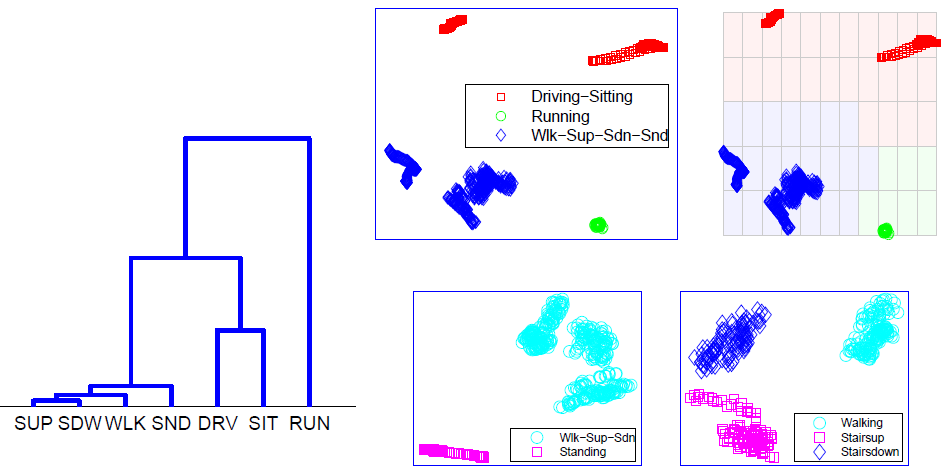 Driving-Sitting
Running
Wlk-Sup-Sdn-Snd
SUP SDW WLK SND DRV SIT RUN
Wlk-Sup-Sdn
Standing
Walking
Stairsup
Stairsdown